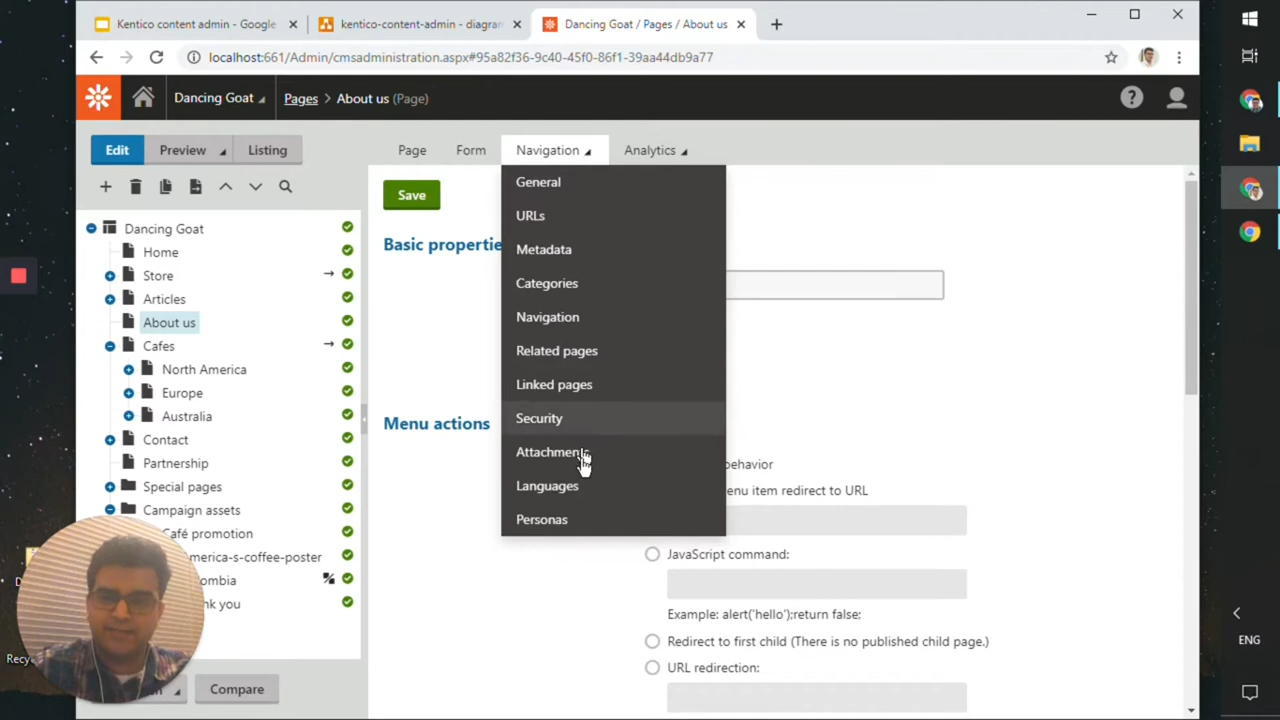 Kentico content admin - Google
kentico-content-admin - diagram
Dancing Goat / Pages / About us
localhost:661/Admin/cmsadministration.aspx#95a82f36-9c40-45f0-86f1-39aa44db9a77
Dancing Goat
Pages > About us (Page)
Edit
Preview
Listing
Page
Form
Navigation
Analytics
General
URLs
Metadata
Categories
Navigation
Related pages
Linked pages
Security
Attachments
Languages
Personas
Save
Basic propertie
Menu actions
behavior
enu item redirect to URL
JavaScript command:
Example: alert('hello');return false;
Redirect to first child (There is no published child page.)
URL redirection:
Dancing Goat
Home
Store
Articles
About us
Cafes
North America
Europe
Australia
Contact
Partnership
Special pages
Campaign assets
Café promotion
merica-s-coffee-poster
ombia
nk you
Compare
Recy
ENG